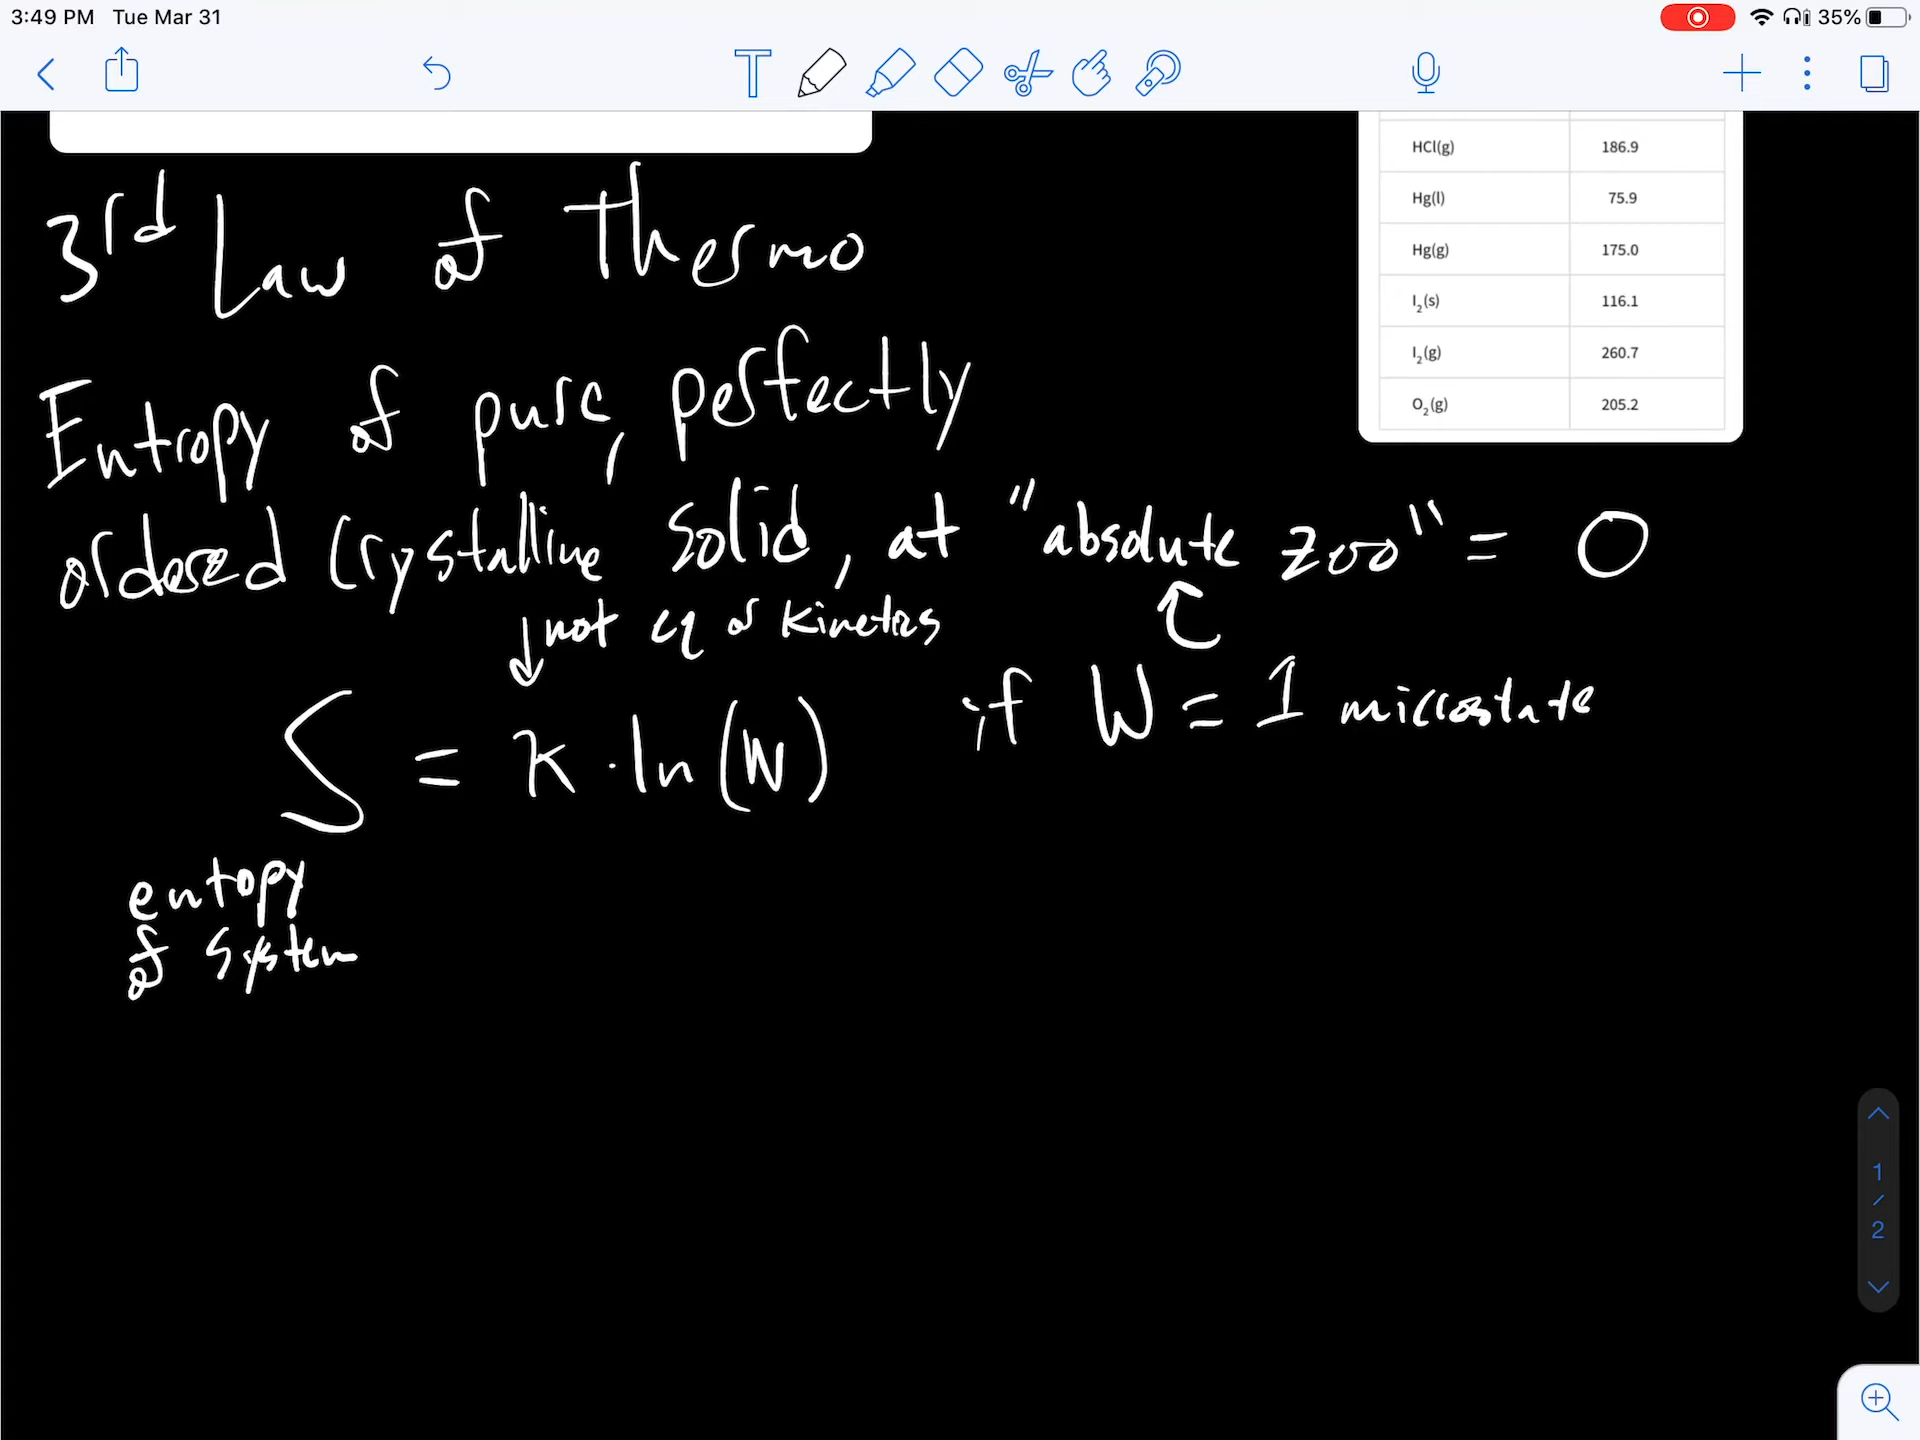 3:49 PM Tue Mar 31
35%
HCl(g) 186.9
Hg(l) 75.9
Hg(g) 175.0
I₂(s) 116.1
I₂(g) 260.7
O₂(g) 205.2
3rd Law of Thermo
Entropy of pure, perfectly
ordered Crystalline Solid, at "absolute zero" = 0
not eq or kinetics
S = k · ln(W) if W = 1 microstate
entopy
of system
1
/
2